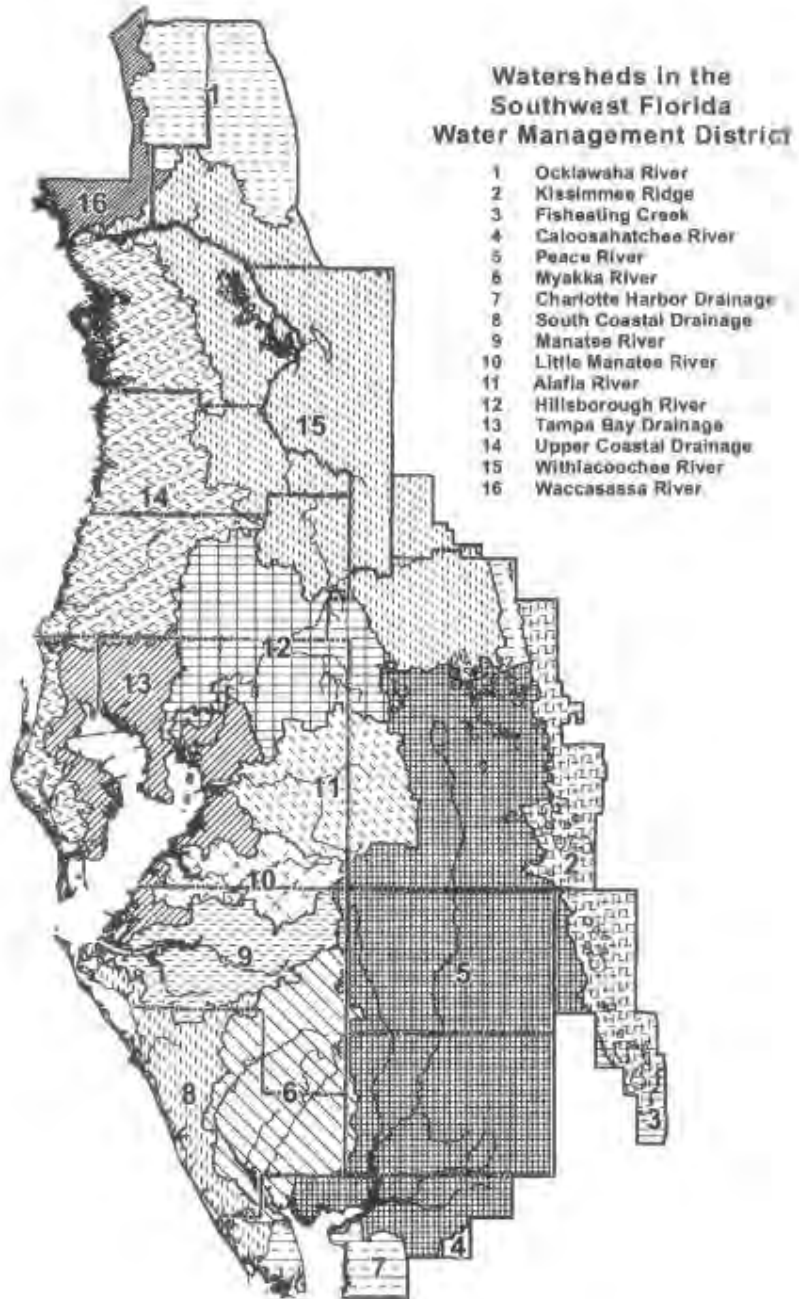 Watersheds in the
Southwest Florida
Water Management District
1 Ocklawaha River
2 Kissimmee Ridge
3 Fisheating Creek
4 Caloosahatchee River
5 Peace River
6 Myakka River
7 Charlotte Harbor Drainage
8 South Coastal Drainage
9 Manatee River
10 Little Manatee River
11 Alafia River
12 Hillsborough River
13 Tampa Bay Drainage
14 Upper Coastal Drainage
15 Withlacoochee River
16 Waccasassa River
1
16
15
14
12
13
11
2
10
9
5
8
6
3
4
7